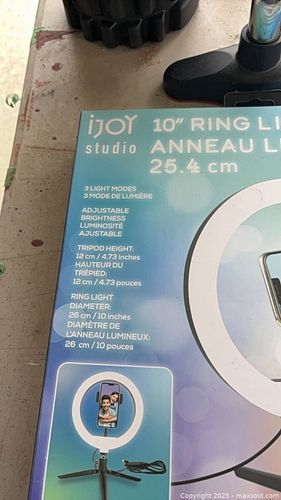 iJOY
studio
10" RING LI
ANNEAU L
25.4 cm
3 LIGHT MODES
3 MODE DE LUMIÈRE
ADJUSTABLE
BRIGHTNESS
LUMINOSITÉ
AJUSTABLE
TRIPOD HEIGHT:
12 cm / 4.73 inches
HAUTEUR DU
TRÉPIED:
12 cm / 4.73 pouces
RING LIGHT
DIAMETER:
26 cm / 10 inches
DIAMÈTRE DE
L'ANNEAU LUMINEUX:
26 cm / 10 pouces
Copyright 2025 - maxsold.com